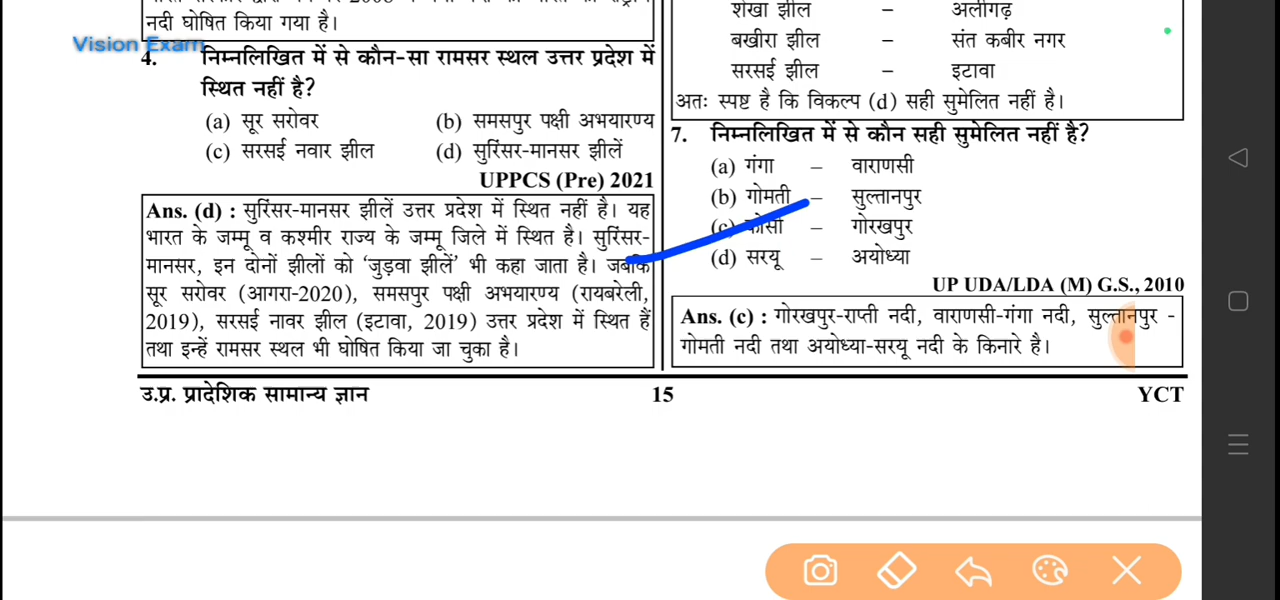 नदी घोषित किया गया है।
Vision Exam
4. निम्नलिखित में से कौन-सा रामसर स्थल उत्तर प्रदेश में
स्थित नहीं है?
(a) सूर सरोवर (b) समसपुर पक्षी अभयारण्य
(c) सरसई नवार झील (d) सुरिंसर-मानसर झीलें
UPPCS (Pre) 2021
Ans. (d) : सुरिंसर-मानसर झीलें उत्तर प्रदेश में स्थित नहीं है। यह
भारत के जम्मू व कश्मीर राज्य के जम्मू जिले में स्थित है। सुरिंसर-
मानसर, इन दोनों झीलों को 'जुड़वा झीलें' भी कहा जाता है। जबकि
सूर सरोवर (आगरा-2020), समसपुर पक्षी अभयारण्य (रायबरेली,
2019), सरसई नावर झील (इटावा, 2019) उत्तर प्रदेश में स्थित हैं
तथा इन्हें रामसर स्थल भी घोषित किया जा चुका है।
शेखा झील – अलीगढ़
बखीरा झील – संत कबीर नगर
सरसई झील – इटावा
अतः स्पष्ट है कि विकल्प (d) सही सुमेलित नहीं है।
7. निम्नलिखित में से कौन सही सुमेलित नहीं है?
(a) गंगा – वाराणसी
(b) गोमती – सुल्तानपुर
(c) कोसी – गोरखपुर
(d) सरयू – अयोध्या
UP UDA/LDA (M) G.S., 2010
Ans. (c) : गोरखपुर-राप्ती नदी, वाराणसी-गंगा नदी, सुल्तानपुर -
गोमती नदी तथा अयोध्या-सरयू नदी के किनारे है।
उ.प्र. प्रादेशिक सामान्य ज्ञान 15 YCT